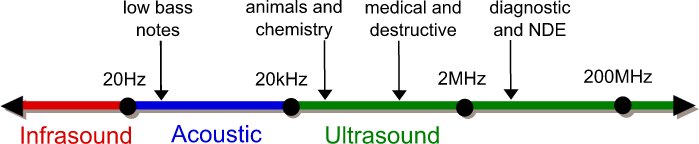 low bass
notes
animals and
chemistry
medical and
destructive
diagnostic
and NDE
20Hz
20kHz
2MHz
200MHz
Infrasound
Acoustic
Ultrasound